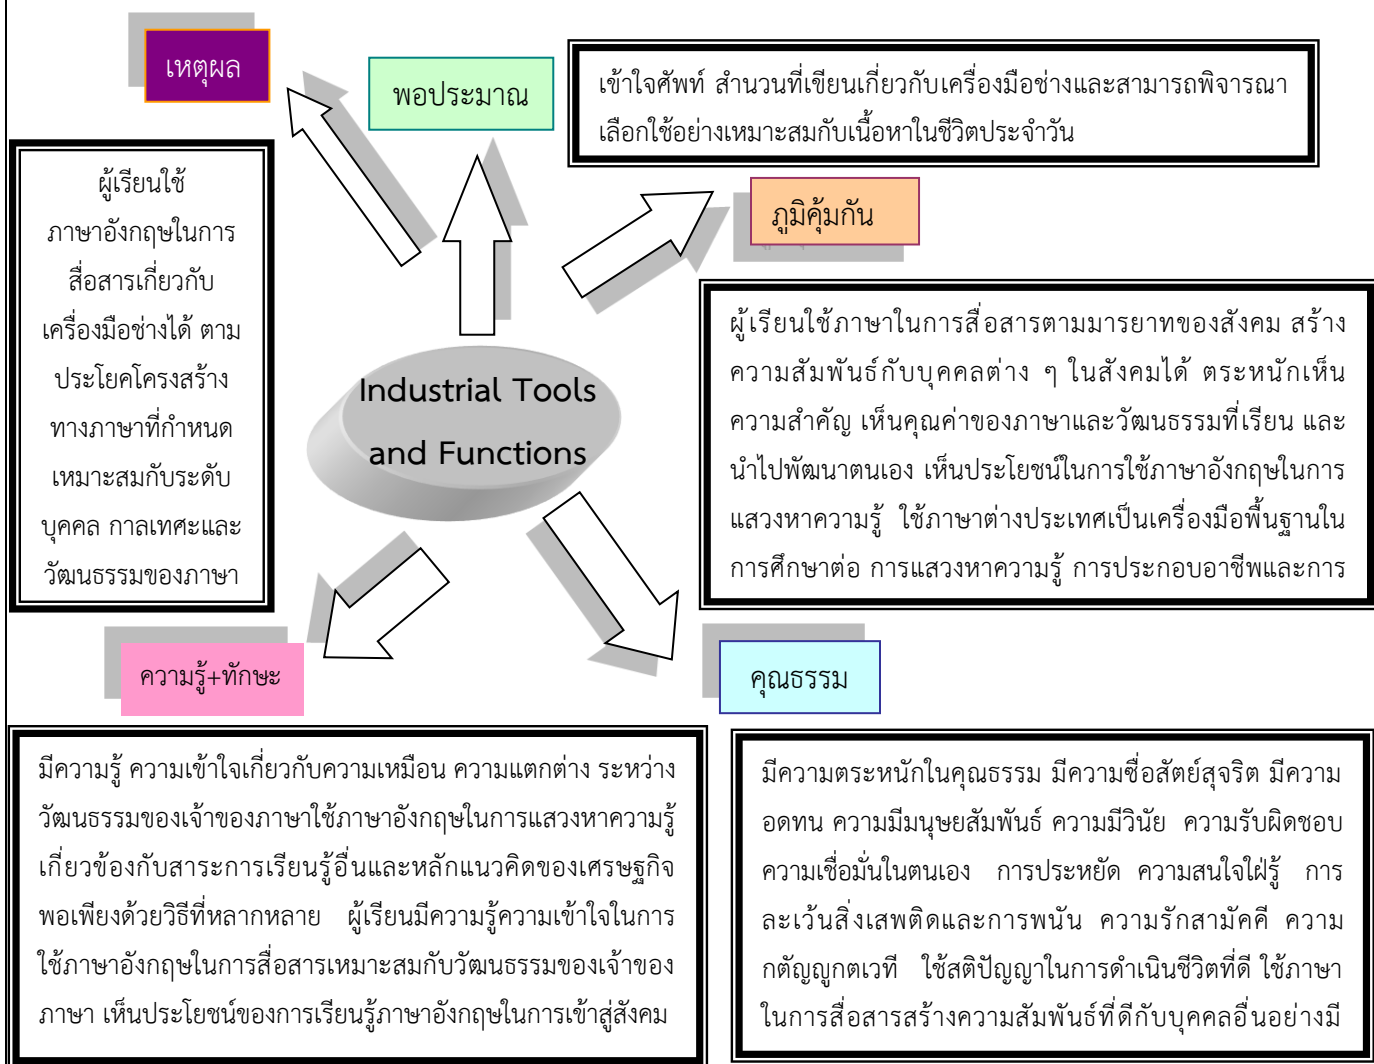 เหตุผล
พอประมาณ
เข้าใจศัพท์ สำนวนที่เขียนเกี่ยวกับเครื่องมือช่างและสามารถพิจารณา
เลือกใช้อย่างเหมาะสมกับเนื้อหาในชีวิตประจำวัน
ผู้เรียนใช้
ภาษาอังกฤษในการ
สื่อสารเกี่ยวกับ
เครื่องมือช่างได้ ตาม
ประโยคโครงสร้าง
ทางภาษาที่กำหนด
เหมาะสมกับระดับ
บุคคล กาลเทศะและ
วัฒนธรรมของภาษา
ภูมิคุ้มกัน
ผู้เรียนใช้ภาษาในการสื่อสารตามมารยาทของสังคม สร้าง
ความสัมพันธ์กับบุคคลต่าง ๆ ในสังคมได้ ตระหนักเห็น
ความสำคัญ เห็นคุณค่าของภาษาและวัฒนธรรมที่เรียน และ
นำไปพัฒนาตนเอง เห็นประโยชน์ในการใช้ภาษาอังกฤษในการ
แสวงหาความรู้ ใช้ภาษาต่างประเทศเป็นเครื่องมือพื้นฐานใน
การศึกษาต่อ การแสวงหาความรู้ การประกอบอาชีพและการ
Industrial Tools
and Functions
ความรู้+ทักษะ
คุณธรรม
มีความรู้ ความเข้าใจเกี่ยวกับความเหมือน ความแตกต่าง ระหว่าง
วัฒนธรรมของเจ้าของภาษาใช้ภาษาอังกฤษในการแสวงหาความรู้
เกี่ยวข้องกับสาระการเรียนรู้อื่นและหลักแนวคิดของเศรษฐกิจ
พอเพียงด้วยวิธีที่หลากหลาย ผู้เรียนมีความรู้ความเข้าใจในการ
ใช้ภาษาอังกฤษในการสื่อสารเหมาะสมกับวัฒนธรรมของเจ้าของ
ภาษา เห็นประโยชน์ของการเรียนรู้ภาษาอังกฤษในการเข้าสู่สังคม
มีความตระหนักในคุณธรรม มีความซื่อสัตย์สุจริต มีความ
อดทน ความมีมนุษยสัมพันธ์ ความมีวินัย ความรับผิดชอบ
ความเชื่อมั่นในตนเอง การประหยัด ความสนใจใฝ่รู้ การ
ละเว้นสิ่งเสพติดและการพนัน ความรักสามัคคี ความ
กตัญญูกตเวที ใช้สติปัญญาในการดำเนินชีวิตที่ดี ใช้ภาษา
ในการสื่อสารสร้างความสัมพันธ์ที่ดีกับบุคคลอื่นอย่างมี